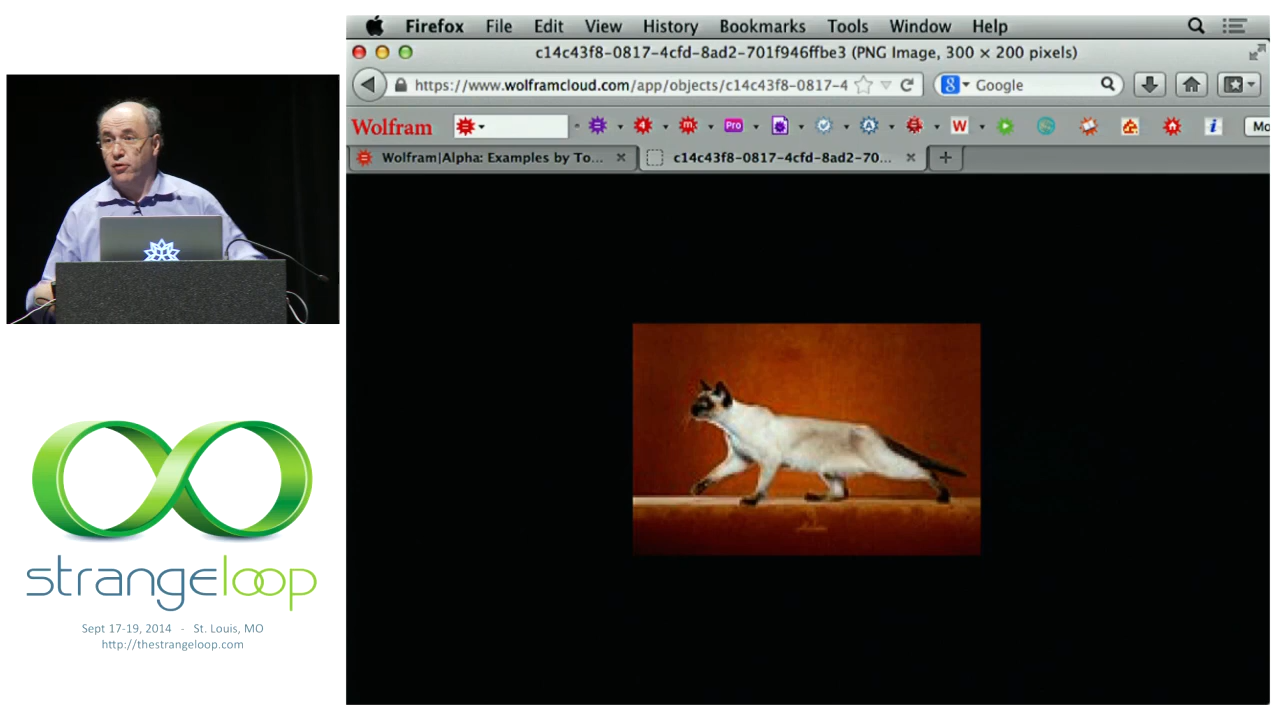 Firefox File Edit View History Bookmarks Tools Window Help
c14c43f8-0817-4cfd-8ad2-701f946ffbe3 (PNG Image, 300 × 200 pixels)
https://www.wolframcloud.com/app/objects/c14c43f8-0817-4
Google
Wolfram
Pro
W
i
Mo
Wolfram|Alpha: Examples by To...
c14c43f8-0817-4cfd-8ad2-70...
strangeloop
Sept 17-19, 2014 - St. Louis, MO
http://thestrangeloop.com